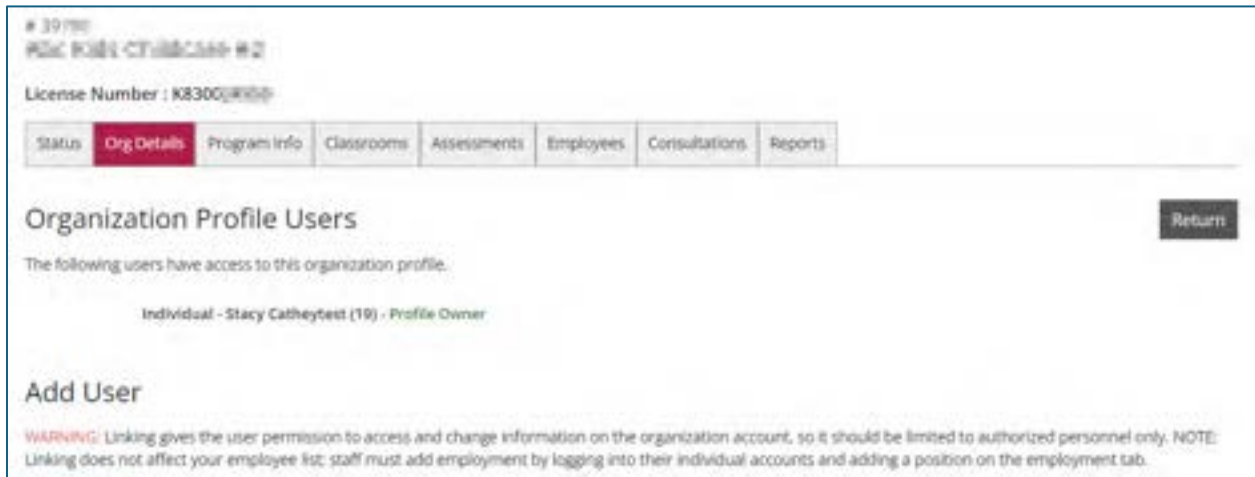 License Number : K8300
Status Org Details Program Info Classrooms Assessments Employees Consultations Reports
Organization Profile Users
Return
The following users have access to this organization profile.
Individual - Stacy Catheytest (19) - Profile Owner
Add User
WARNING: Linking gives the user permission to access and change information on the organization account, so it should be limited to authorized personnel only. NOTE:
Linking does not affect your employee list; staff must add employment by logging into their individual accounts and adding a position on the employment tab.